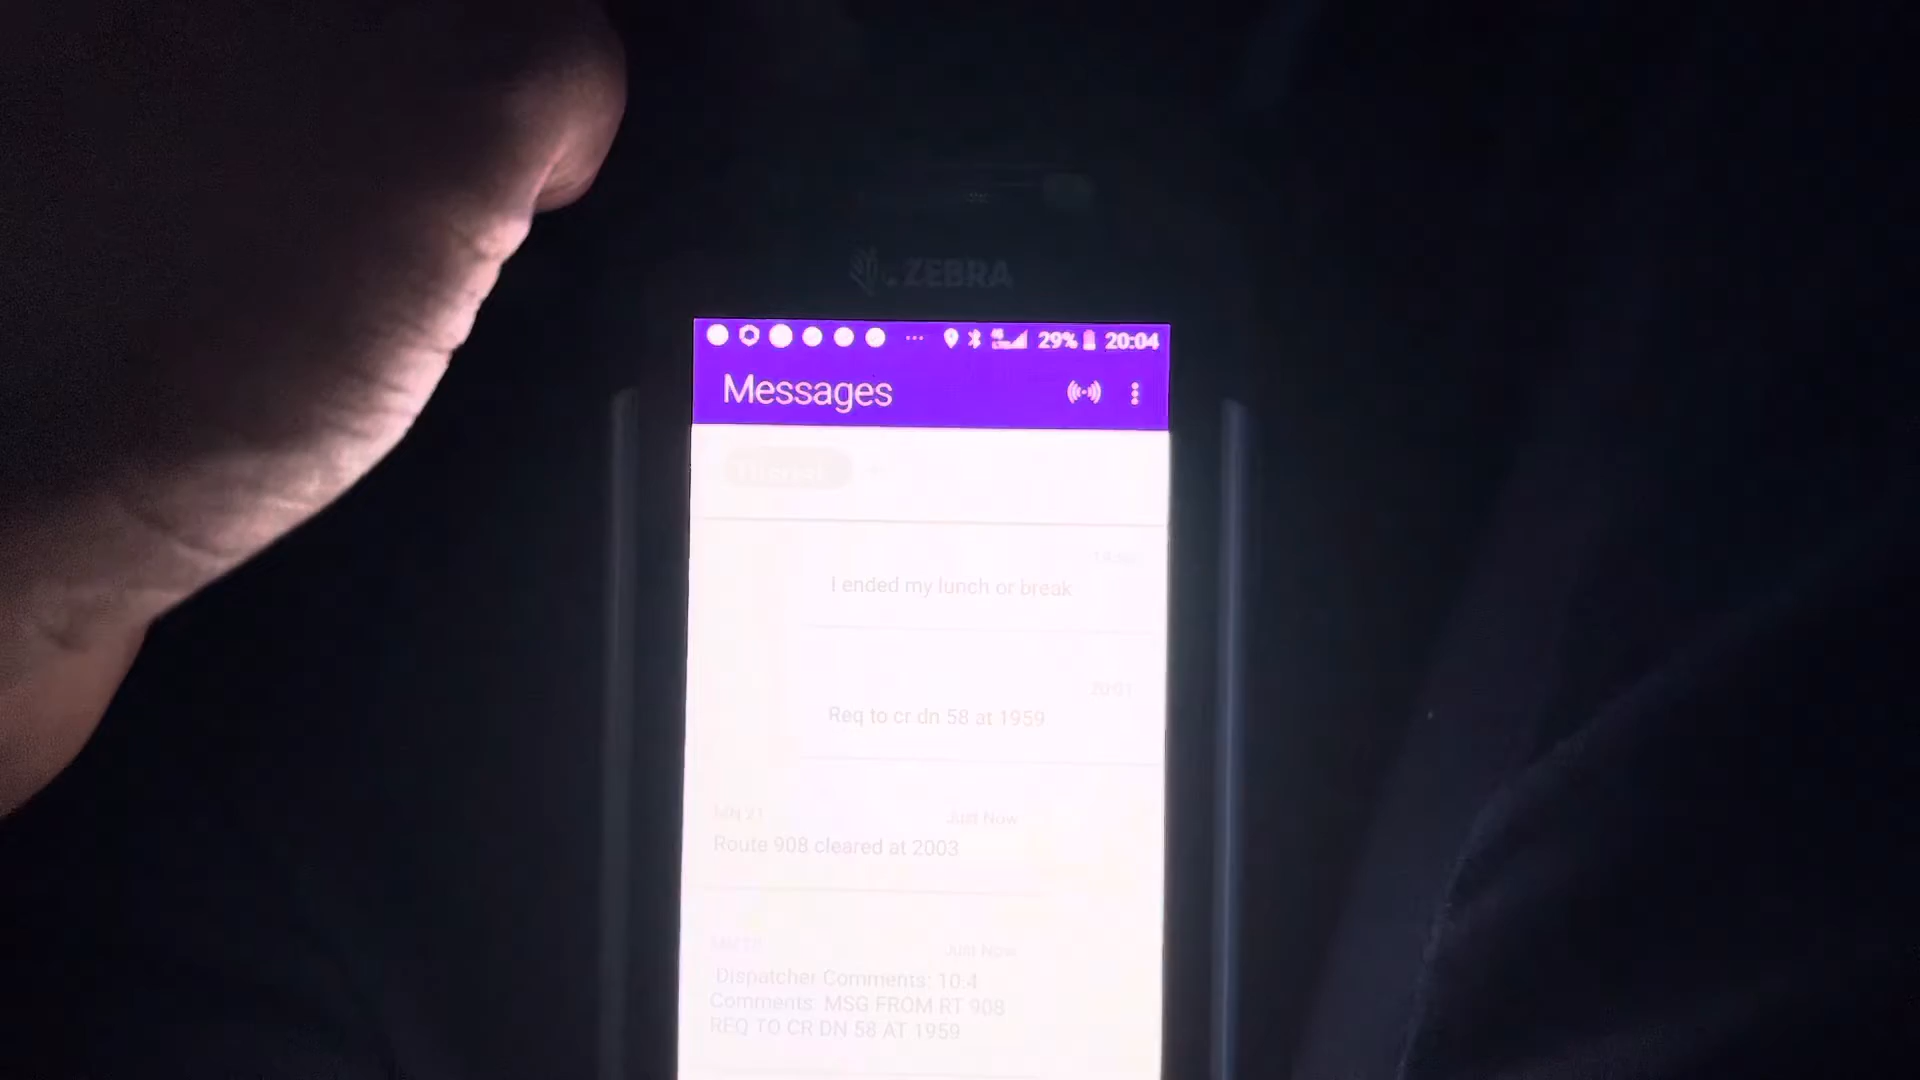 ZEBRA
29% 20:04
Messages
I ended my lunch or break
20:01
Req to cr dn 58 at 1959
Just Now
Route 908 cleared at 2003
Just Now
Dispatcher Comments: 10-4
Comments: MSG FROM RT 908
REQ TO CR DN 58 AT 1959